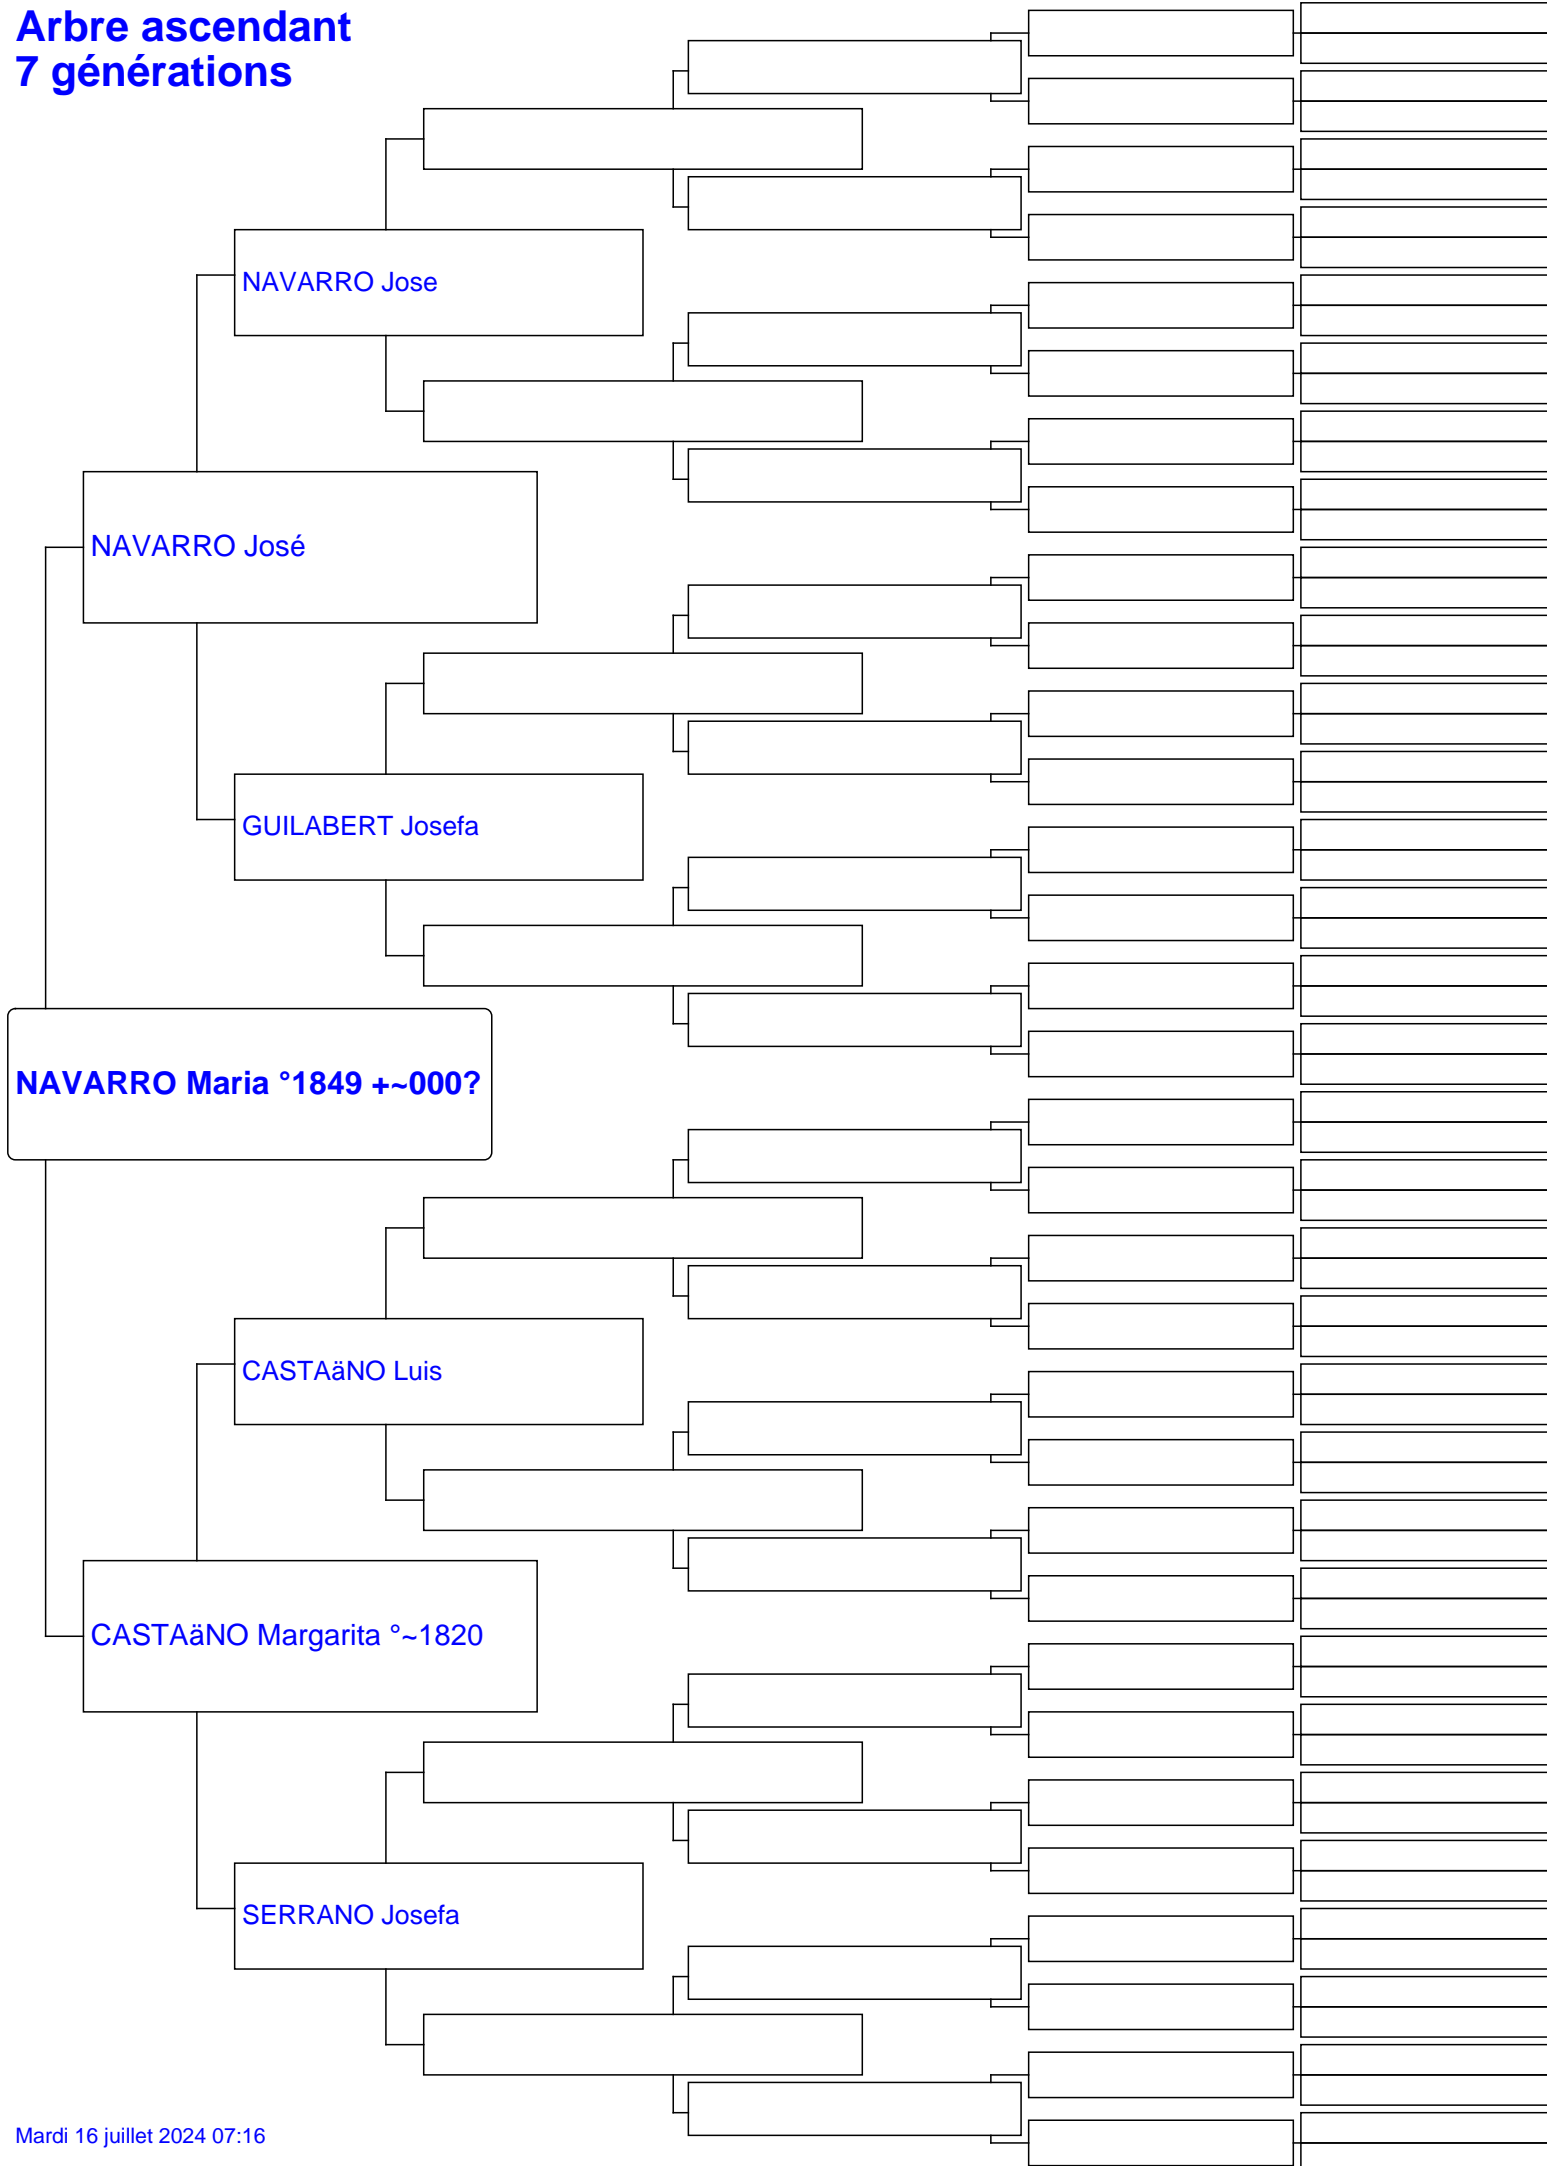 Arbre ascendant
7 générations
NAVARRO Jose
NAVARRO José
GUILABERT Josefa
NAVARRO Maria °1849 +~000?
CASTAäNO Luis
CASTAäNO Margarita °~1820
SERRANO Josefa
Mardi 16 juillet 2024 07:16